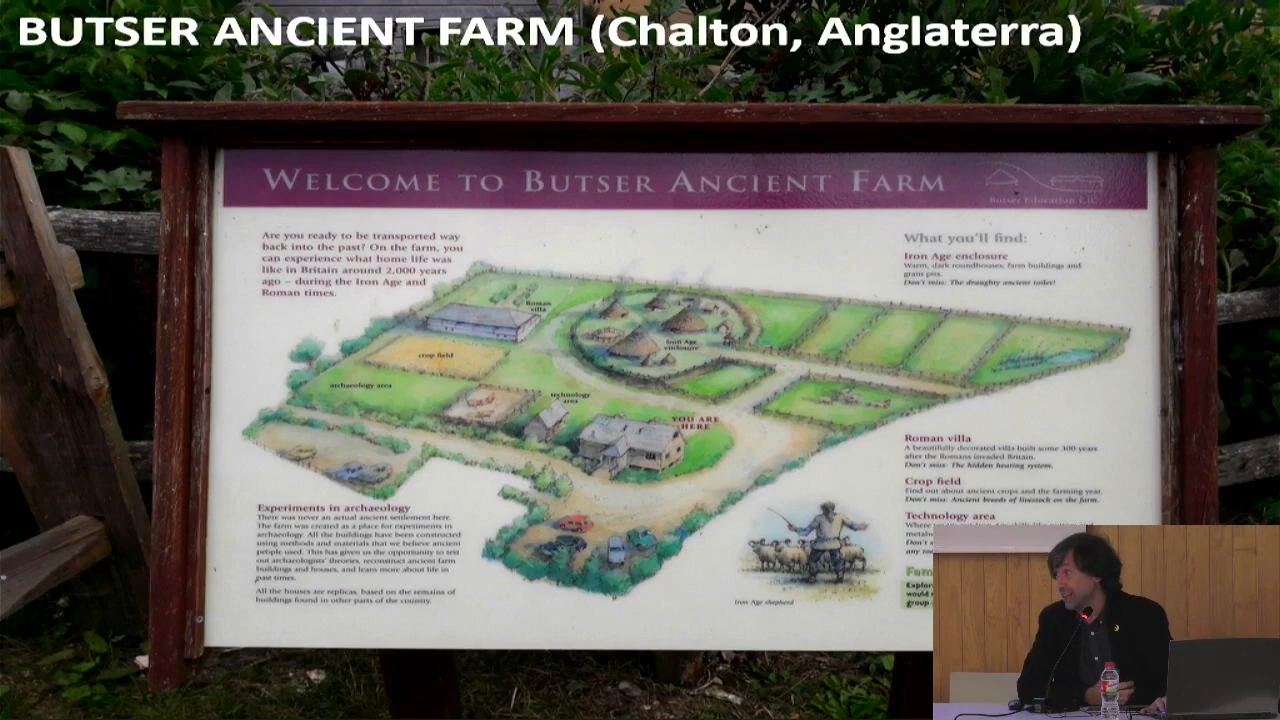 BUTSER ANCIENT FARM (Chalton, Anglaterra)
WELCOME TO BUTSER ANCIENT FARM
Butser Education C.I.C
Are you ready to be transported way
back into the past? On the farm, you
can experience what home life was
like in Britain around 2,000 years
ago – during the Iron Age and
Roman times.
What you'll find:
Iron Age enclosure
Warm, dark roundhouses, farm buildings and
grain pits.
Don't miss: The draughty ancient toilet!
Roman
villa
Iron Age
enclosure
crop field
archaeology area
technology
area
YOU ARE
HERE
Roman villa
A beautifully decorated villa built some 300 years
after the Romans invaded Britain.
Don't miss: The hidden heating system.
Crop field
Find out about ancient crops and the farming year.
Don't miss: Ancient breeds of livestock on the farm.
Technology area
Where
metalw
Don't
any
Fam
Explor
would
group
Experiments in archaeology
There was never an actual ancient settlement here.
The farm was created as a place for experiments in
archaeology. All the buildings have been constructed
using methods and materials that we believe ancient
people used. This has given us the opportunity to test
out archaeologists' theories, reconstruct ancient farm
buildings and houses, and learn more about life in
past times.
All the houses are replicas, based on the remains of
buildings found in other parts of the country.
Iron Age shepherd